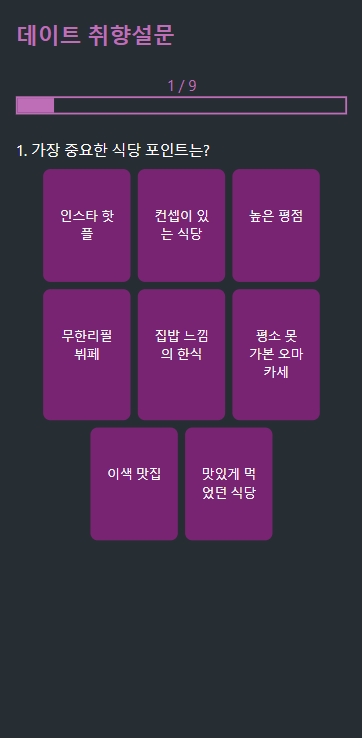 데이트 취향설문
1 / 9
1. 가장 중요한 식당 포인트는?
인스타 핫
플
컨셉이 있
는 식당
높은 평점
무한리필
뷔페
집밥 느낌
의 한식
평소 못
가본 오마
카세
이색 맛집
맛있게 먹
었던 식당